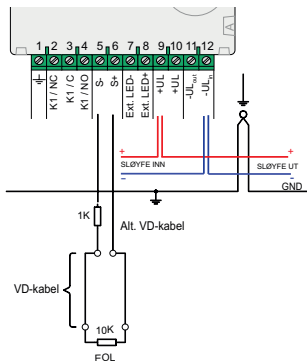 A
1 2 3 4 5 6 7 8 9 10 11 12
K1 / NC
K1 / C
K1 / NO
S-
S+
Ext. LED-
Ext. LED+
+UL
+UL
-ULout
-ULin
+ +
SLØYFE INN SLØYFE UT
– –
GND
1K
Alt. VD-kabel
VD-kabel
10K
EOL